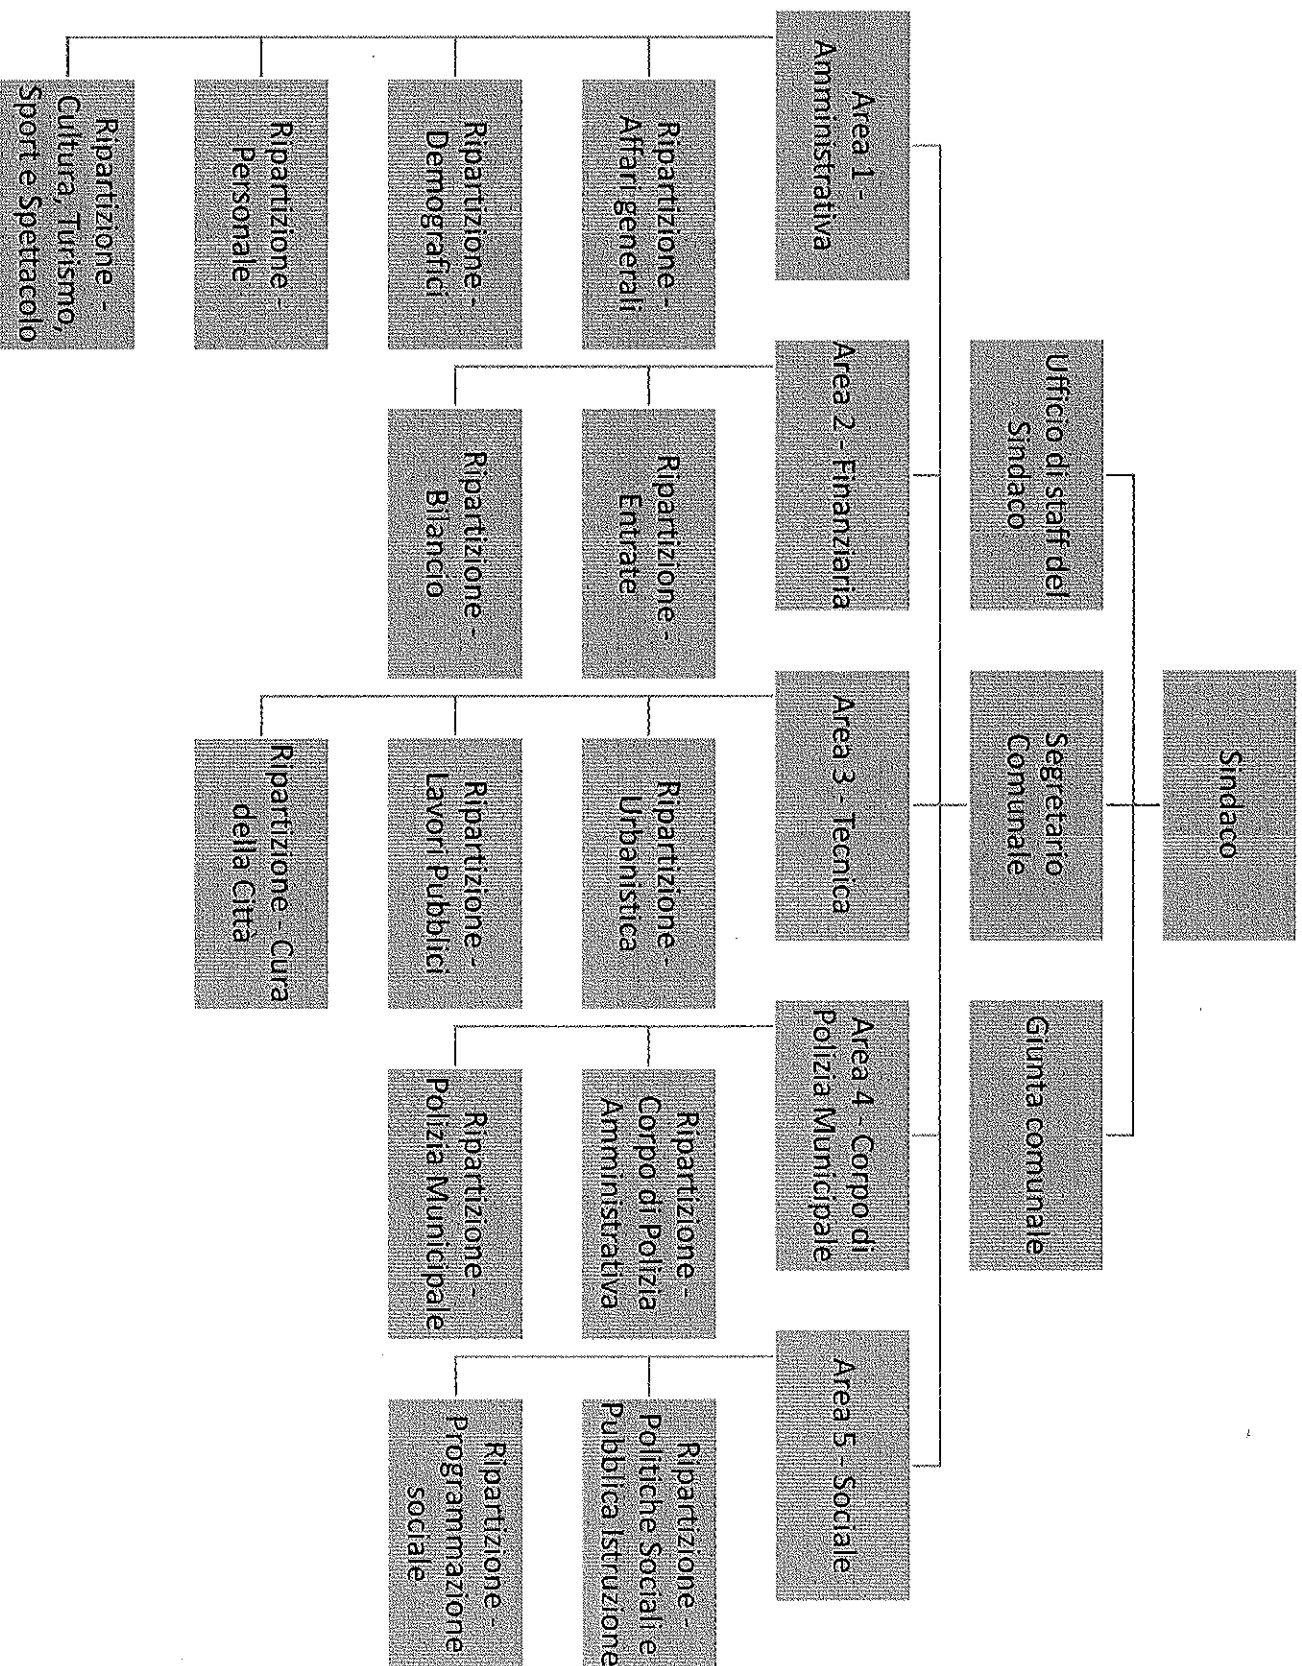 Sindaco
Ufficio di staff del
Sindaco
Segretario
Comunale
Giunta comunale
Area 1 -
Amministrativa
Area 2 - Finanziaria
Area 3 - Tecnica
Area 4 - Corpo di
Polizia Municipale
Area 5 - Sociale
Ripartizione -
Affari generali
Ripartizione -
Demografici
Ripartizione -
Personale
Ripartizione -
Cultura, Turismo,
Sport e Spettacolo
Ripartizione -
Entrate
Ripartizione -
Bilancio
Ripartizione -
Urbanistica
Ripartizione -
Lavori Pubblici
Ripartizione - Cura
della Città
Ripartizione -
Corpo di Polizia
Amministrativa
Ripartizione -
Polizia Municipale
Ripartizione -
Politiche Sociali e
Pubblica Istruzione
Ripartizione -
Programmazione
sociale